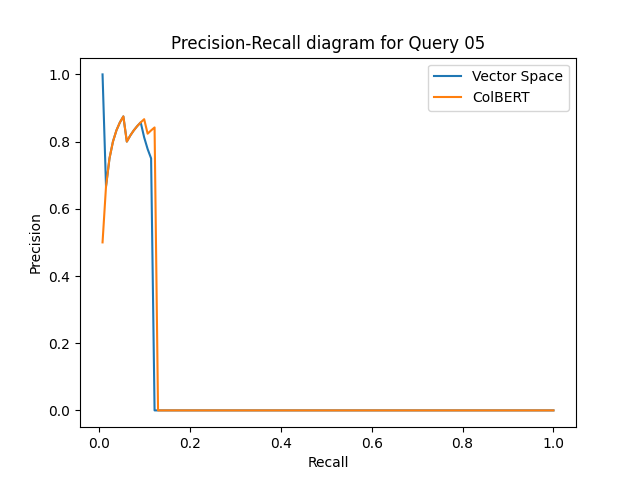 Precision-Recall diagram for Query 05
Vector Space
ColBERT
1.0
0.8
0.6
0.4
0.2
0.0
Precision
0.0 0.2 0.4 0.6 0.8 1.0
Recall